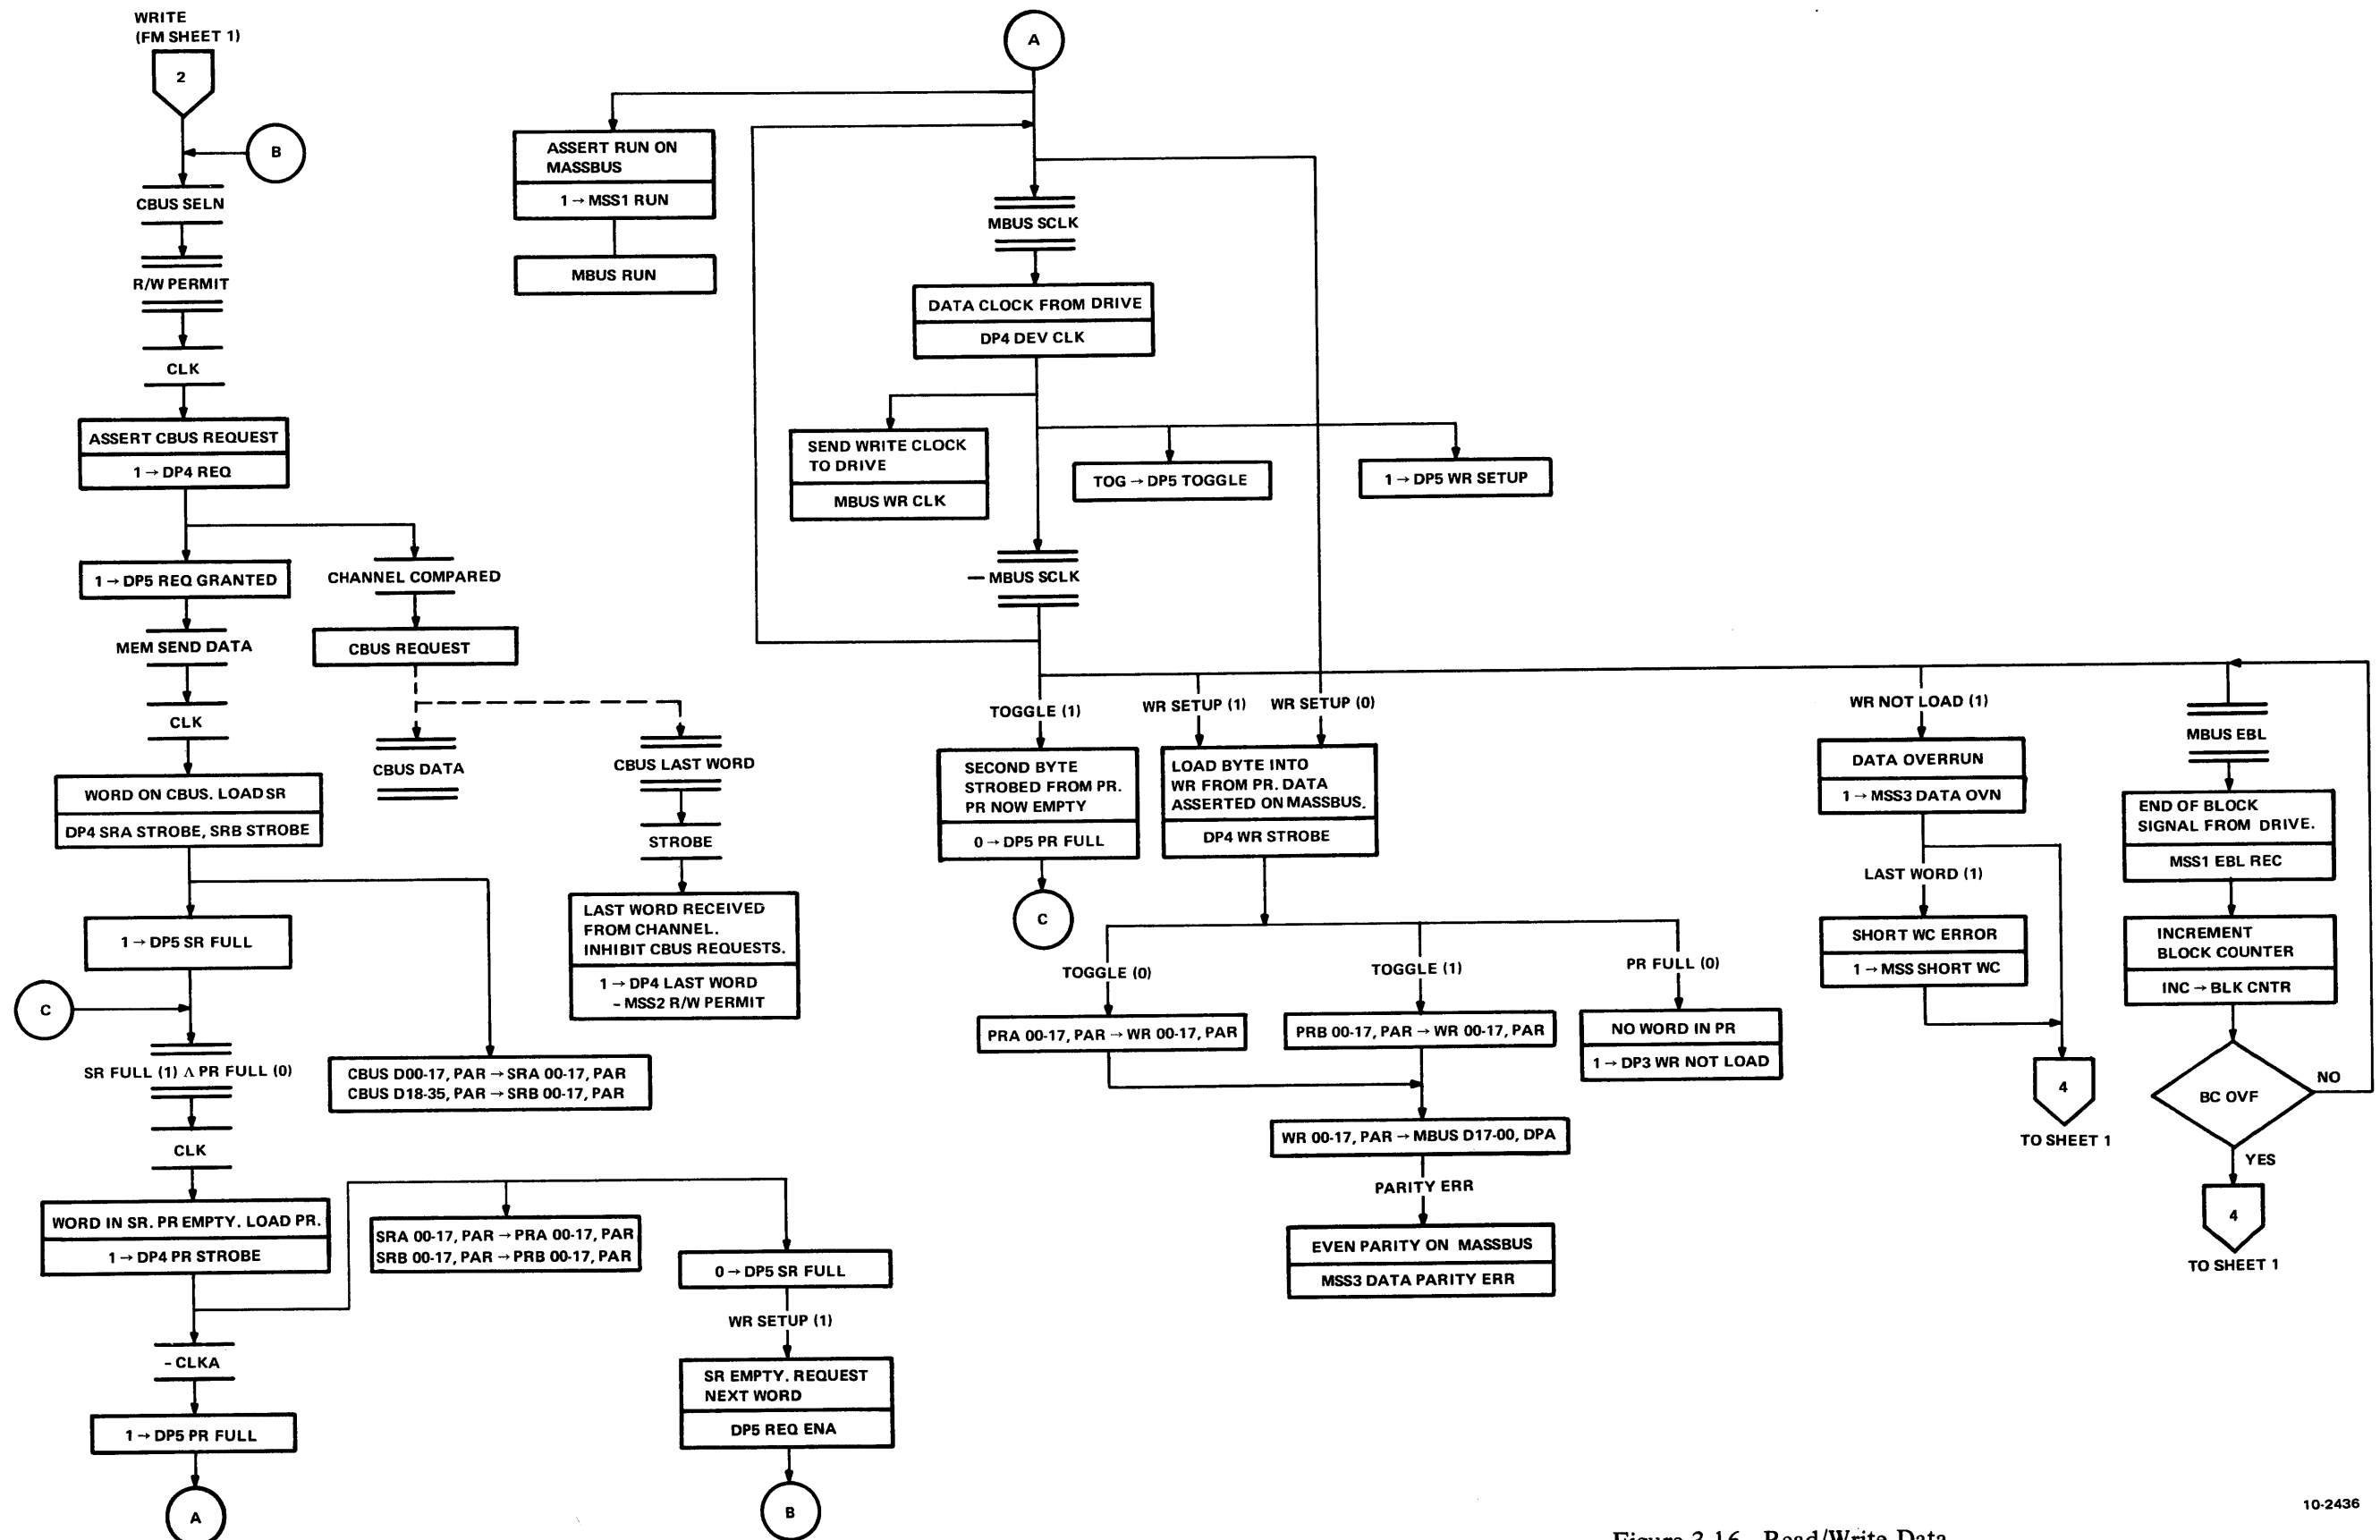 WRITE
(FM SHEET 1)
2
B
CBUS SELN
R/W PERMIT
CLK
ASSERT CBUS REQUEST
1 → DP4 REQ
1 → DP5 REQ GRANTED
MEM SEND DATA
CLK
WORD ON CBUS. LOAD SR
DP4 SRA STROBE, SRB STROBE
1 → DP5 SR FULL
C
SR FULL (1) Λ PR FULL (0)
CLK
WORD IN SR. PR EMPTY. LOAD PR.
1 → DP4 PR STROBE
- CLKA
1 → DP5 PR FULL
A
CHANNEL COMPARED
CBUS REQUEST
CBUS DATA
CBUS LAST WORD
STROBE
LAST WORD RECEIVED
FROM CHANNEL.
INHIBIT CBUS REQUESTS.
1 → DP4 LAST WORD
- MSS2 R/W PERMIT
CBUS D00-17, PAR → SRA 00-17, PAR
CBUS D18-35, PAR → SRB 00-17, PAR
SRA 00-17, PAR → PRA 00-17, PAR
SRB 00-17, PAR → PRB 00-17, PAR
0 → DP5 SR FULL
WR SETUP (1)
SR EMPTY. REQUEST
NEXT WORD
DP5 REQ ENA
B
A
ASSERT RUN ON
MASSBUS
1 → MSS1 RUN
MBUS RUN
MBUS SCLK
DATA CLOCK FROM DRIVE
DP4 DEV CLK
SEND WRITE CLOCK
TO DRIVE
MBUS WR CLK
TOG → DP5 TOGGLE
1 → DP5 WR SETUP
— MBUS SCLK
TOGGLE (1)
WR SETUP (1)
WR SETUP (0)
SECOND BYTE
STROBED FROM PR.
PR NOW EMPTY
0 → DP5 PR FULL
C
LOAD BYTE INTO
WR FROM PR. DATA
ASSERTED ON MASSBUS.
DP4 WR STROBE
TOGGLE (0)
TOGGLE (1)
PR FULL (0)
PRA 00-17, PAR → WR 00-17, PAR
PRB 00-17, PAR → WR 00-17, PAR
NO WORD IN PR
1 → DP3 WR NOT LOAD
WR 00-17, PAR → MBUS D17-00, DPA
PARITY ERR
EVEN PARITY ON MASSBUS
MSS3 DATA PARITY ERR
WR NOT LOAD (1)
DATA OVERRUN
1 → MSS3 DATA OVN
LAST WORD (1)
SHORT WC ERROR
1 → MSS SHORT WC
4
TO SHEET 1
MBUS EBL
END OF BLOCK
SIGNAL FROM DRIVE.
MSS1 EBL REC
INCREMENT
BLOCK COUNTER
INC → BLK CNTR
BC OVF
NO
YES
4
TO SHEET 1
10-2436
Figure 3-16 Read/Write Data